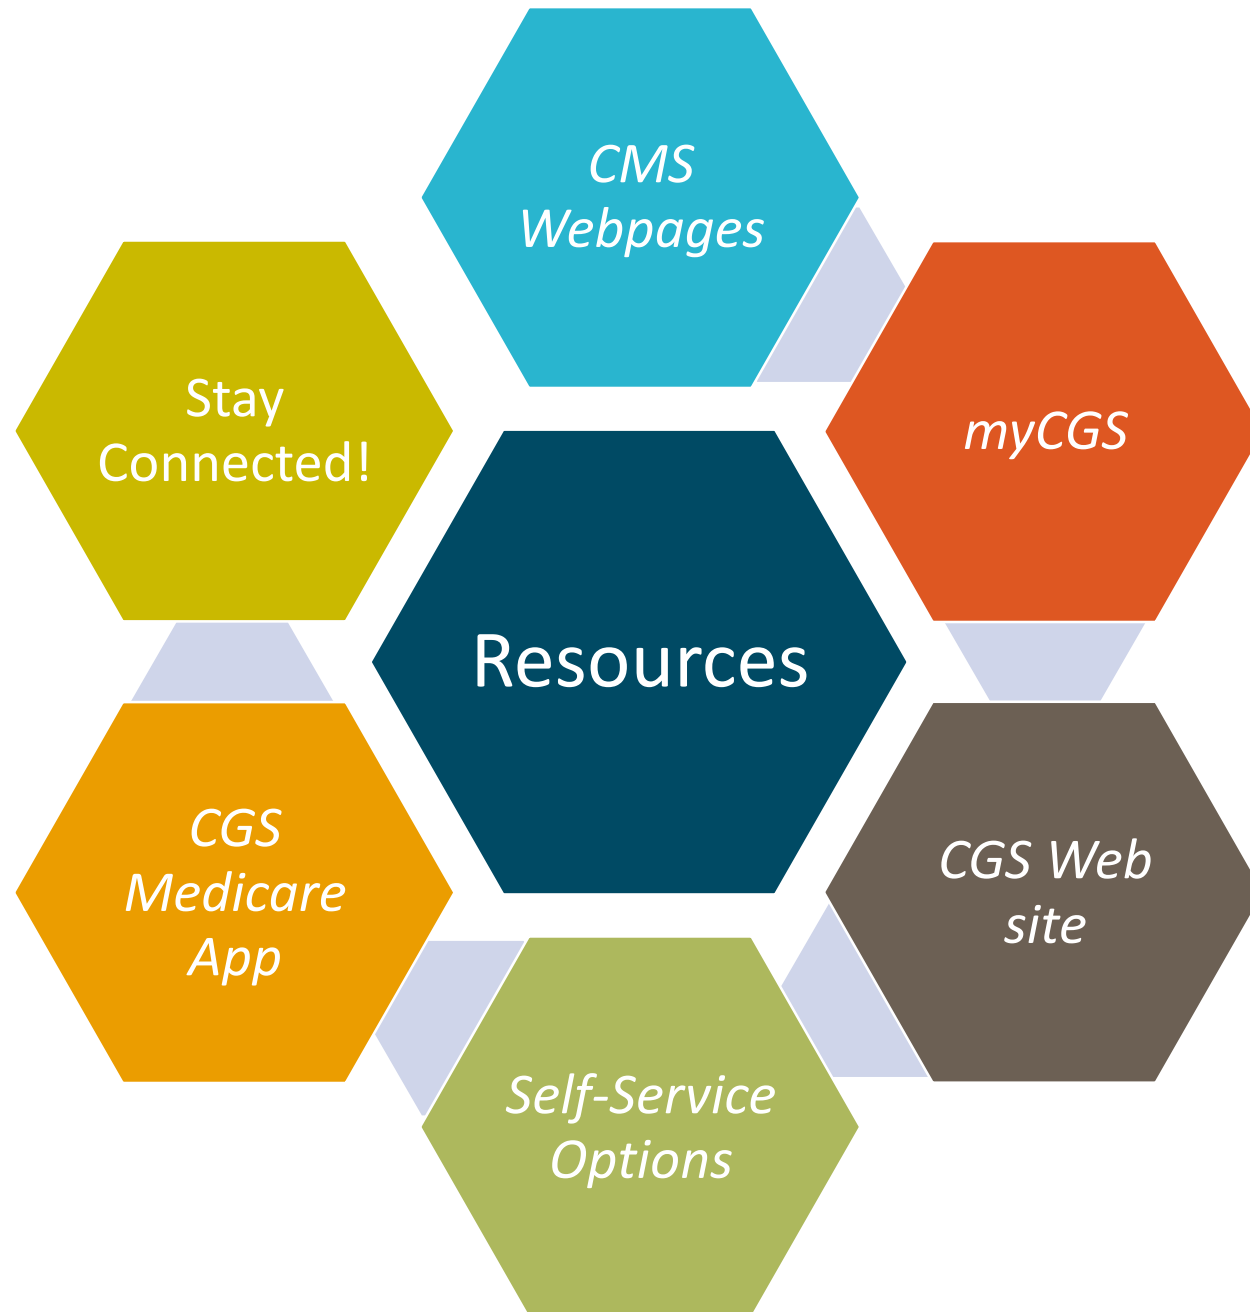 CMS
Webpages
Stay
Connected!
myCGS
Resources
CGS
Medicare
App
CGS Web
site
Self-Service
Options